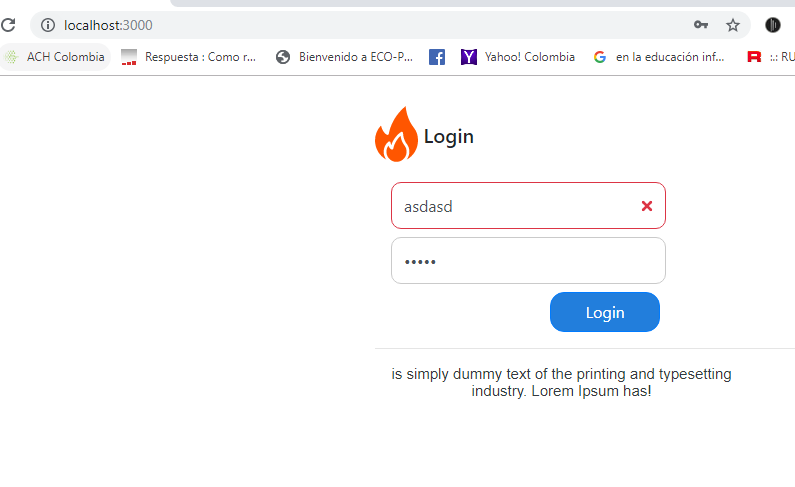 localhost:3000
ACH Colombia Respuesta : Como r... Bienvenido a ECO-P... Yahoo! Colombia en la educación inf... :.: RU
Login
asdasd
•••••
Login
is simply dummy text of the printing and typesetting
industry. Lorem Ipsum has!